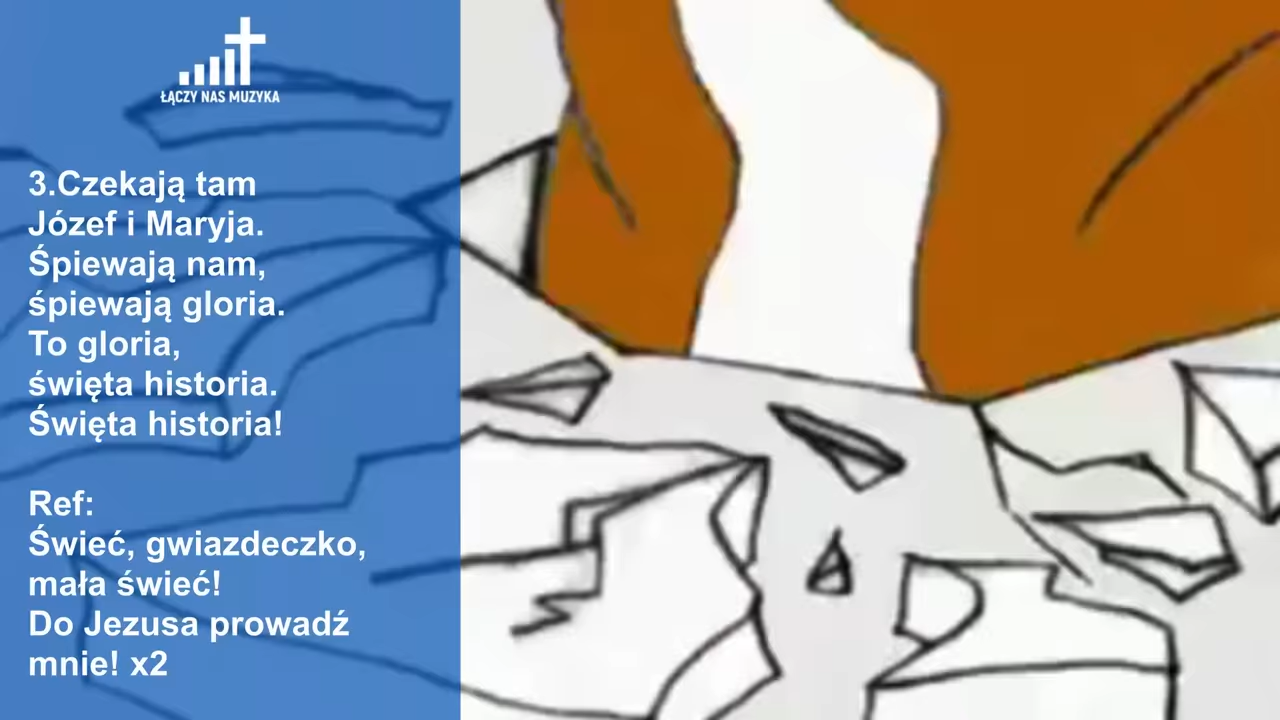 ŁĄCZY NAS MUZYKA
3.Czekają tam
Józef i Maryja.
Śpiewają nam,
śpiewają gloria.
To gloria,
święta historia.
Święta historia!
Ref:
Świeć, gwiazdeczko,
mała świeć!
Do Jezusa prowadź
mnie! x2